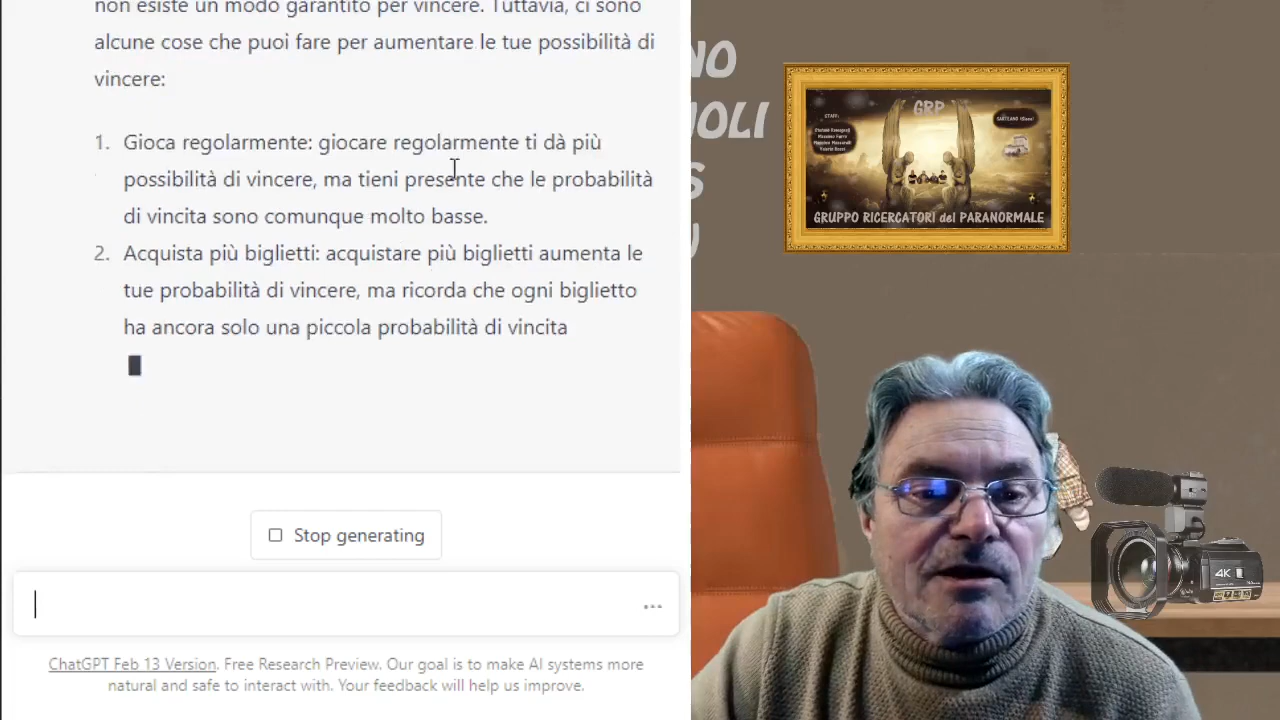 non esiste un modo garantito per vincere. Tuttavia, ci sono
alcune cose che puoi fare per aumentare le tue possibilità di
vincere:
1. Gioca regolarmente: giocare regolarmente ti dà più
possibilità di vincere, ma tieni presente che le probabilità
di vincita sono comunque molto basse.
2. Acquista più biglietti: acquistare più biglietti aumenta le
tue probabilità di vincere, ma ricorda che ogni biglietto
ha ancora solo una piccola probabilità di vincita
Stop generating
ChatGPT Feb 13 Version. Free Research Preview. Our goal is to make AI systems more
natural and safe to interact with. Your feedback will help us improve.
NO
OLI
S
GRP
STAFF:
SARTEANO (Siena)
GRUPPO RICERCATORI del PARANORMALE
4K